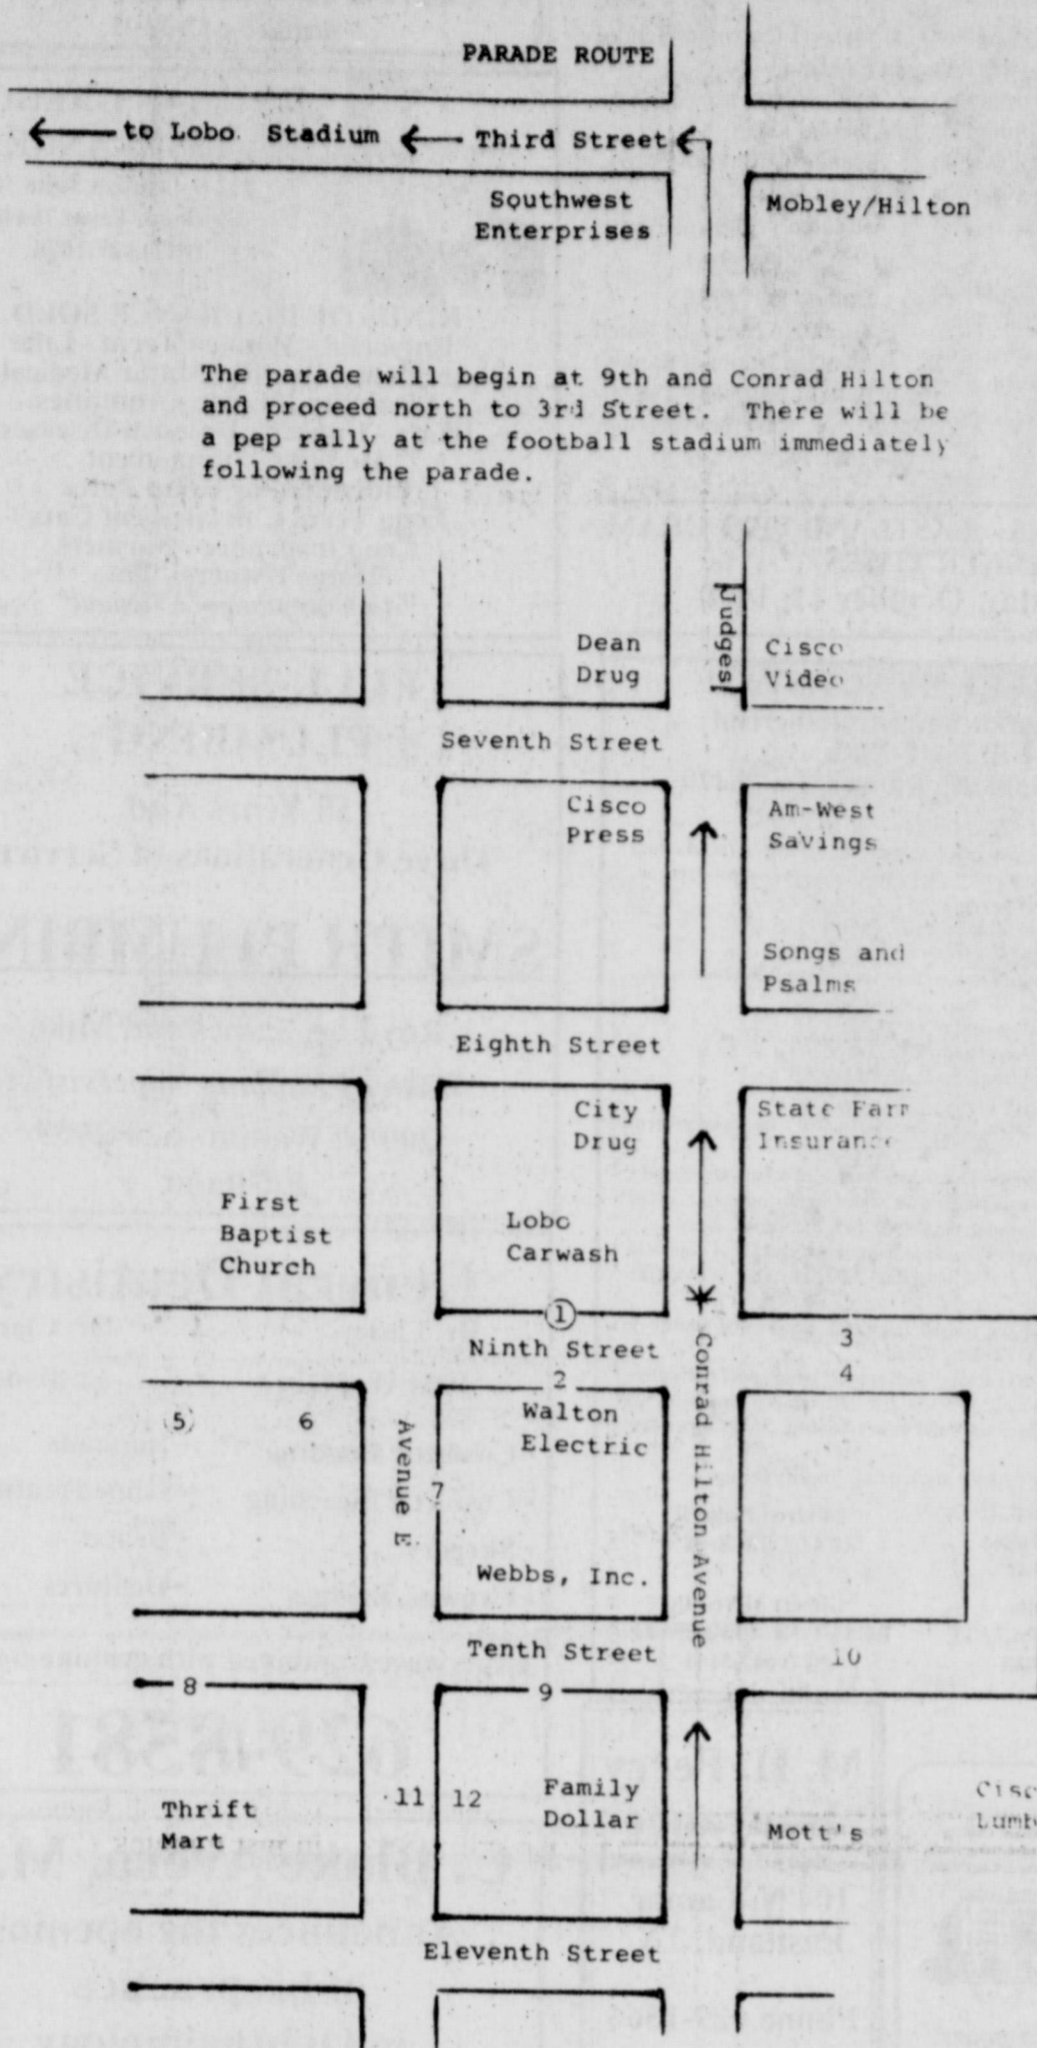 PARADE ROUTE
to Lobo Stadium
Third Street
Southwest
Enterprises
Mobley/Hilton
The parade will begin at 9th and Conrad Hilton
and proceed north to 3rd Street. There will be
a pep rally at the football stadium immediately
following the parade.
Judges
Dean
Drug
Cisco
Video
Seventh Street
Cisco
Press
Am-West
Savings
Songs and
Psalms
Eighth Street
City
Drug
State Farm
Insurance
First
Baptist
Church
Lobo
Carwash
1
Ninth Street
2
3
4
Conrad Hilton Avenue
5
6
Avenue E
Walton
Electric
7
Webbs, Inc.
Tenth Street
8
9
10
11
12
Family
Dollar
Thrift
Mart
Mott's
Cisc
Lumb
Eleventh Street